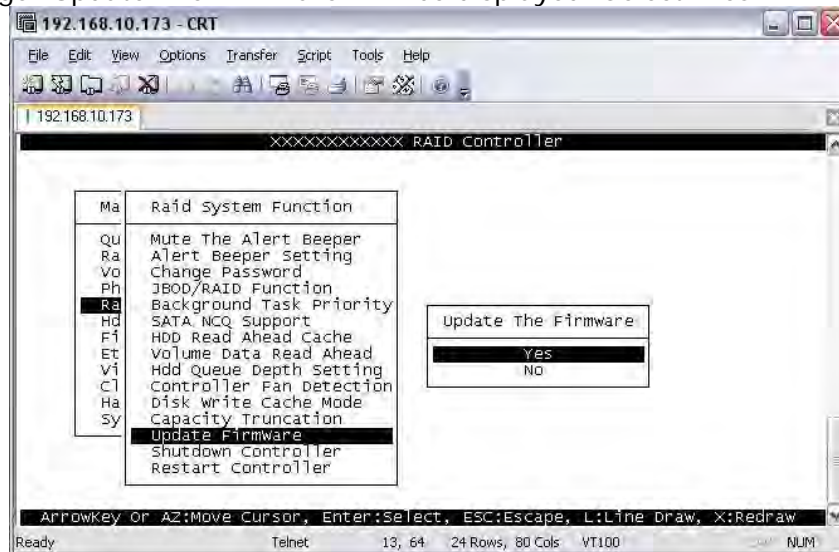 192.168.10.173 - CRT
File Edit View Options Transfer Script Tools Help
192.168.10.173
XXXXXXXXXXXX RAID Controller
Ma
Qu
Ra
Vo
Ph
Ra
Hd
Fi
Et
Vi
Cl
Ha
Sy
Raid System Function
Mute The Alert Beeper
Alert Beeper Setting
Change Password
JBOD/RAID Function
Background Task Priority
SATA NCQ Support
HDD Read Ahead Cache
Volume Data Read Ahead
Hdd Queue Depth Setting
Controller Fan Detection
Disk Write Cache Mode
Capacity Truncation
Update Firmware
Shutdown Controller
Restart Controller
Update The Firmware
Yes
No
ArrowKey Or AZ:Move Cursor, Enter:Select, ESC:Escape, L:Line Draw, X:Redraw
Ready Telnet 13, 64 24 Rows, 80 Cols VT100 NUM